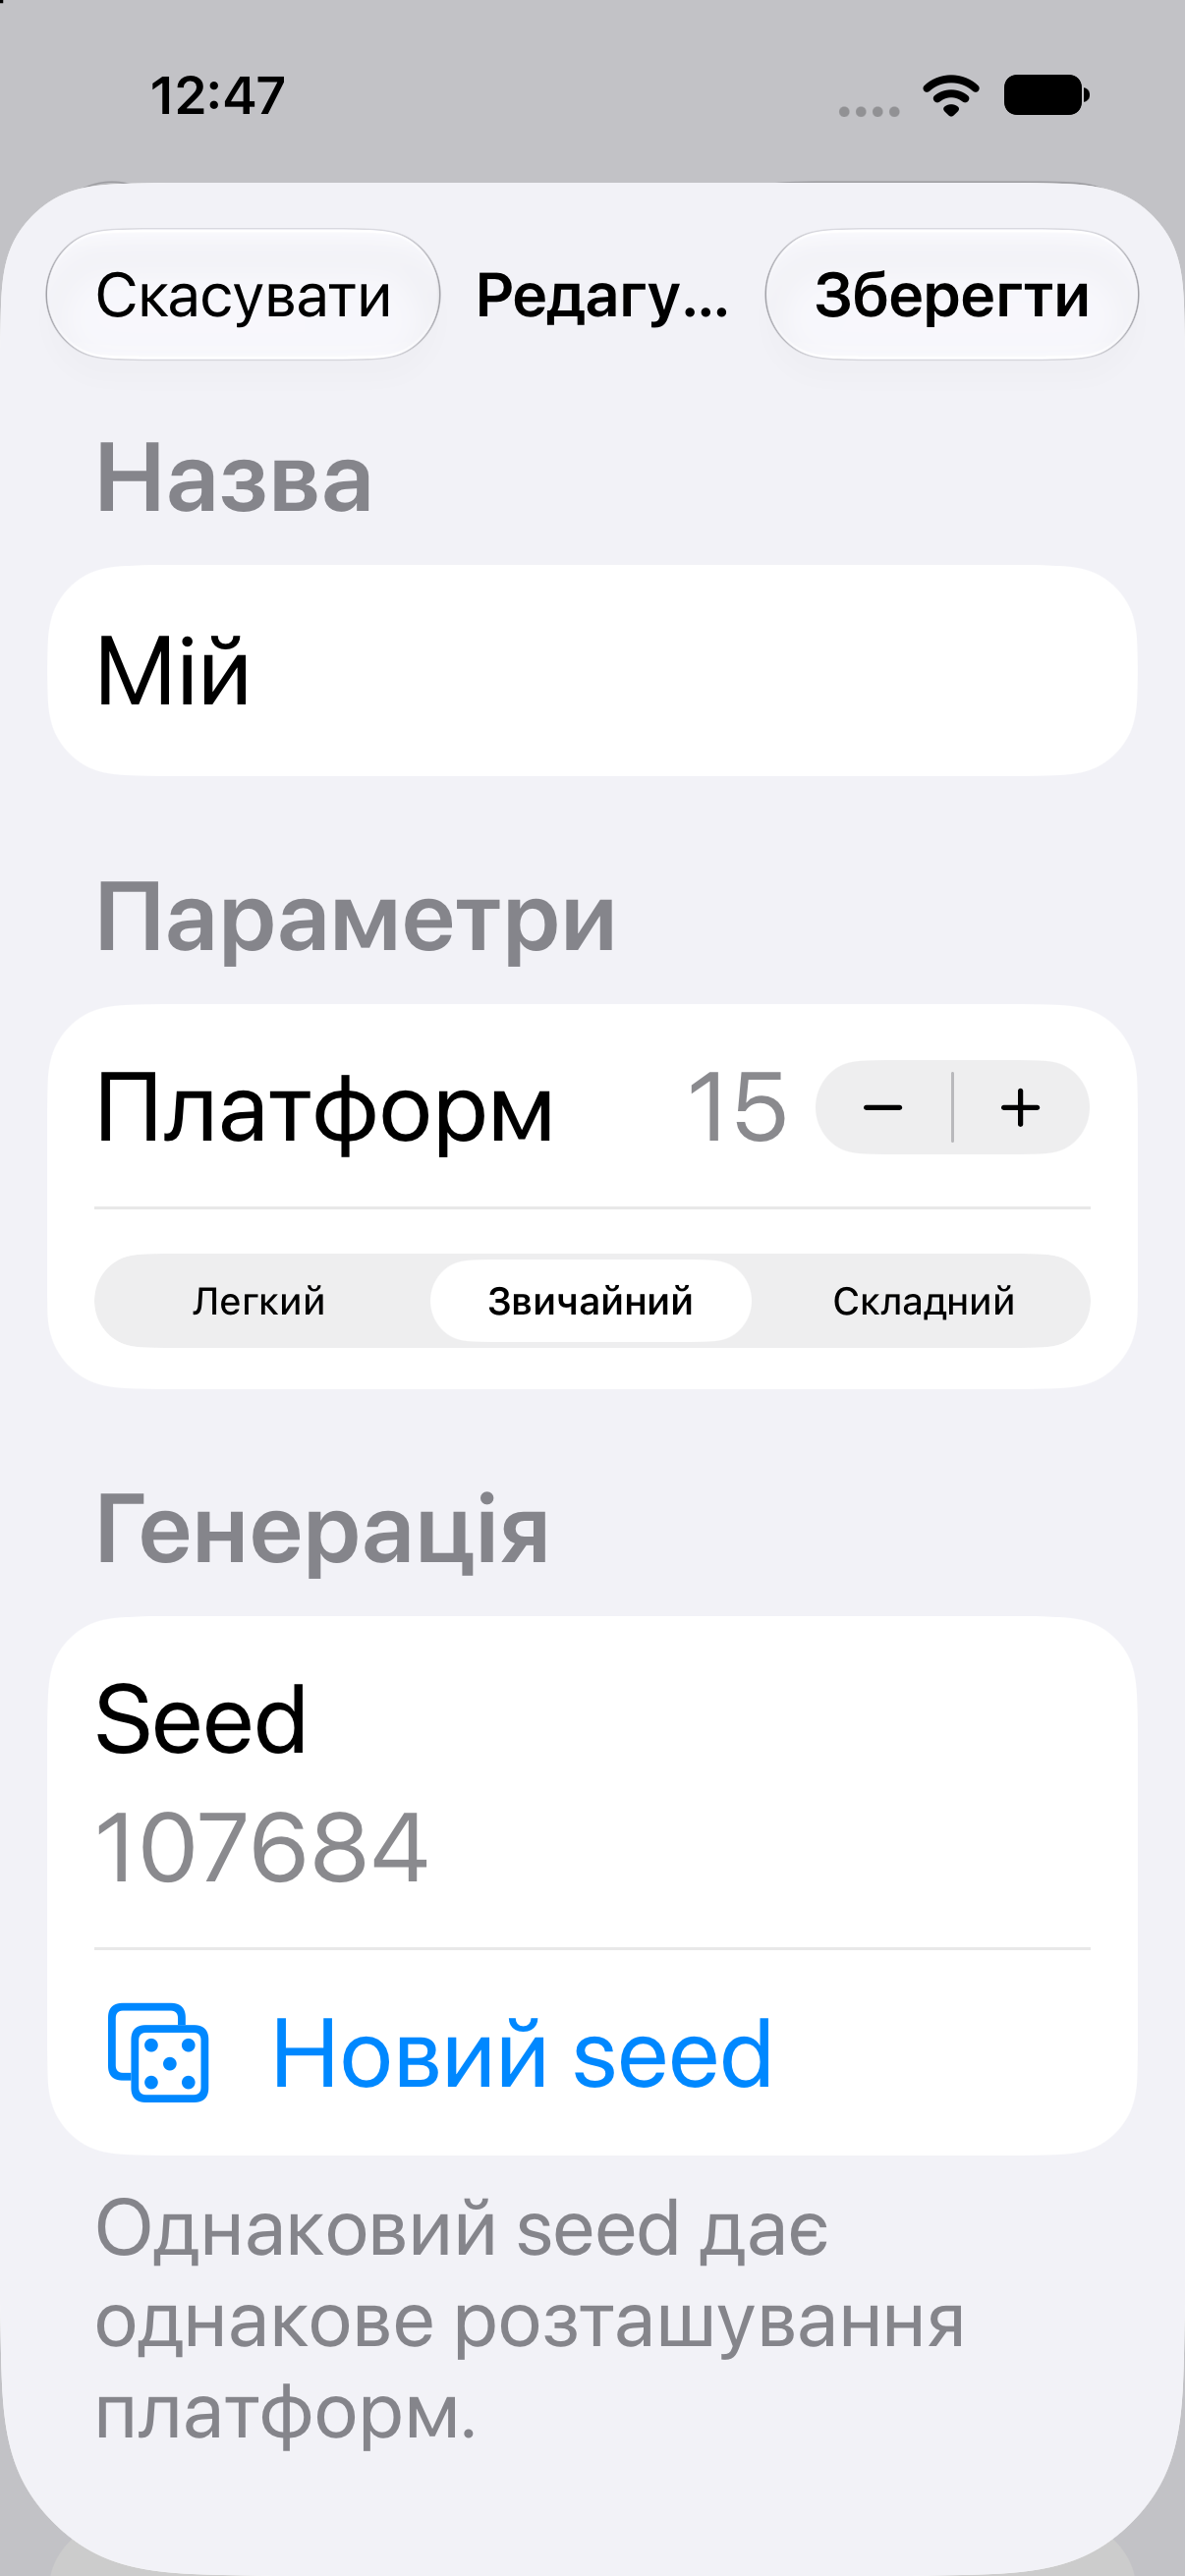 12:47
Скасувати Редагу... Зберегти
Назва
Мій
Параметри
Платформ 15 − +
Легкий Звичайний Складний
Генерація
Seed
107684
Новий seed
Однаковий seed дає
однакове розташування
платформ.